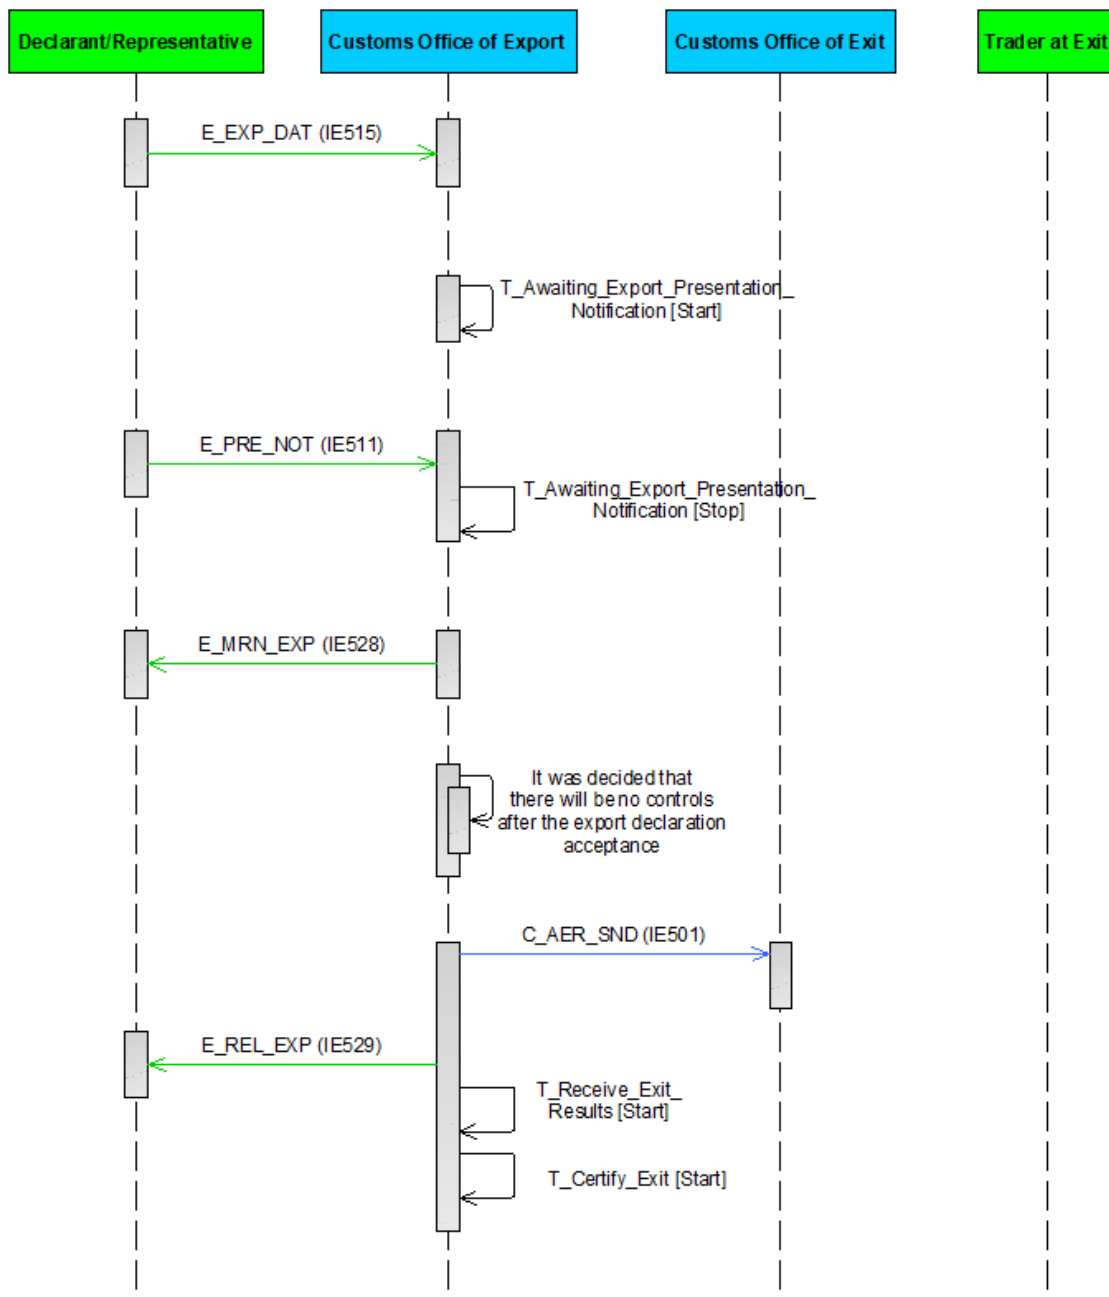 Declarant/Representative
Customs Office of Export
Customs Office of Exit
Trader at Exit
E_EXP_DAT (IE515)
T_Awaiting_Export_Presentation_
Notification [Start]
E_PRE_NOT (IE511)
T_Awaiting_Export_Presentation_
Notification [Stop]
E_MRN_EXP (IE528)
It was decided that
there will be no controls
after the export declaration
acceptance
C_AER_SND (IE501)
E_REL_EXP (IE529)
T_Receive_Exit_
Results [Start]
T_Certify_Exit [Start]